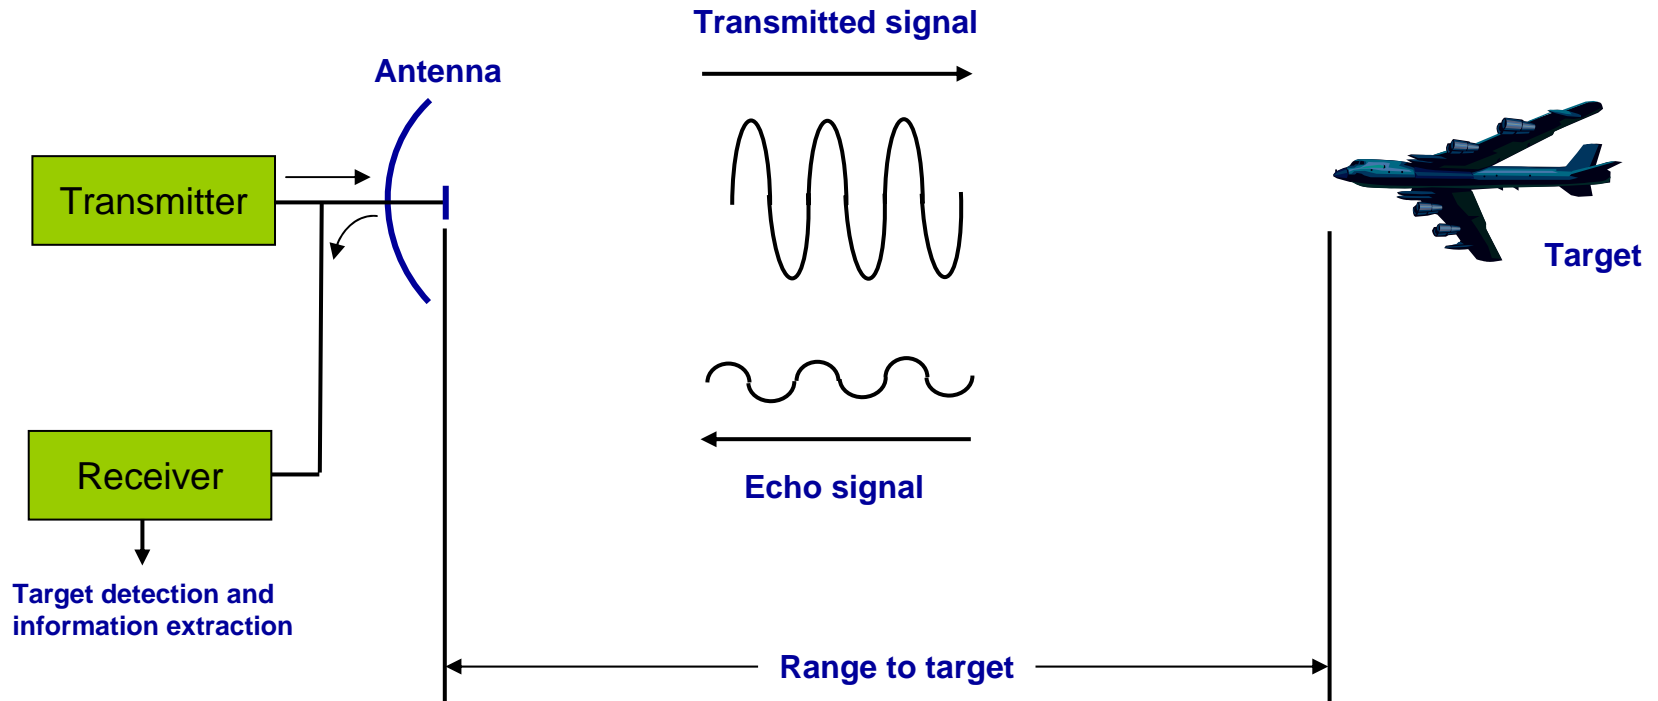 Transmitted signal
Antenna
Transmitter
Target
Receiver
Echo signal
Target detection and
information extraction
Range to target